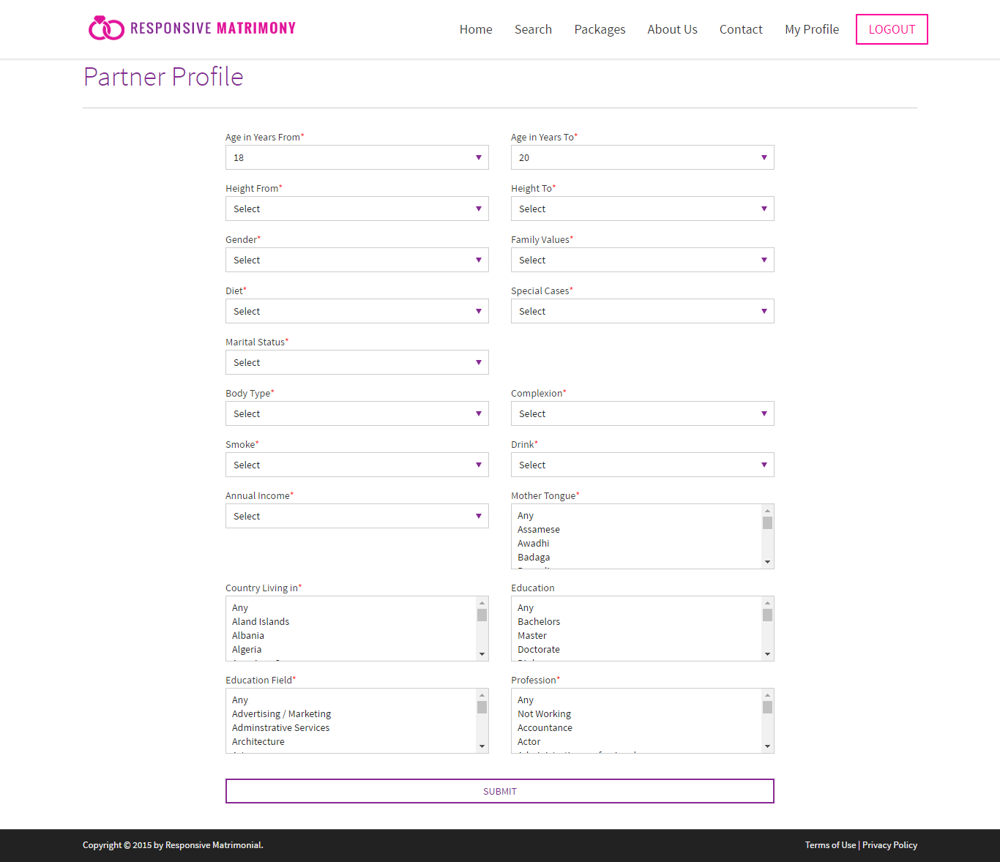 RESPONSIVE MATRIMONY
Home Search Packages About Us Contact My Profile LOGOUT
Partner Profile
Age in Years From* Age in Years To*
18 20
Height From* Height To*
Select Select
Gender* Family Values*
Select Select
Diet* Special Cases*
Select Select
Marital Status*
Select
Body Type* Complexion*
Select Select
Smoke* Drink*
Select Select
Annual Income* Mother Tongue*
Select Any
Assamese
Awadhi
Badaga
Country Living in* Education
Any Any
Aland Islands Bachelors
Albania Master
Algeria Doctorate
Education Field* Profession*
Any Any
Advertising / Marketing Not Working
Adminstrative Services Accountance
Architecture Actor
SUBMIT
Copyright © 2015 by Responsive Matrimonial. Terms of Use | Privacy Policy